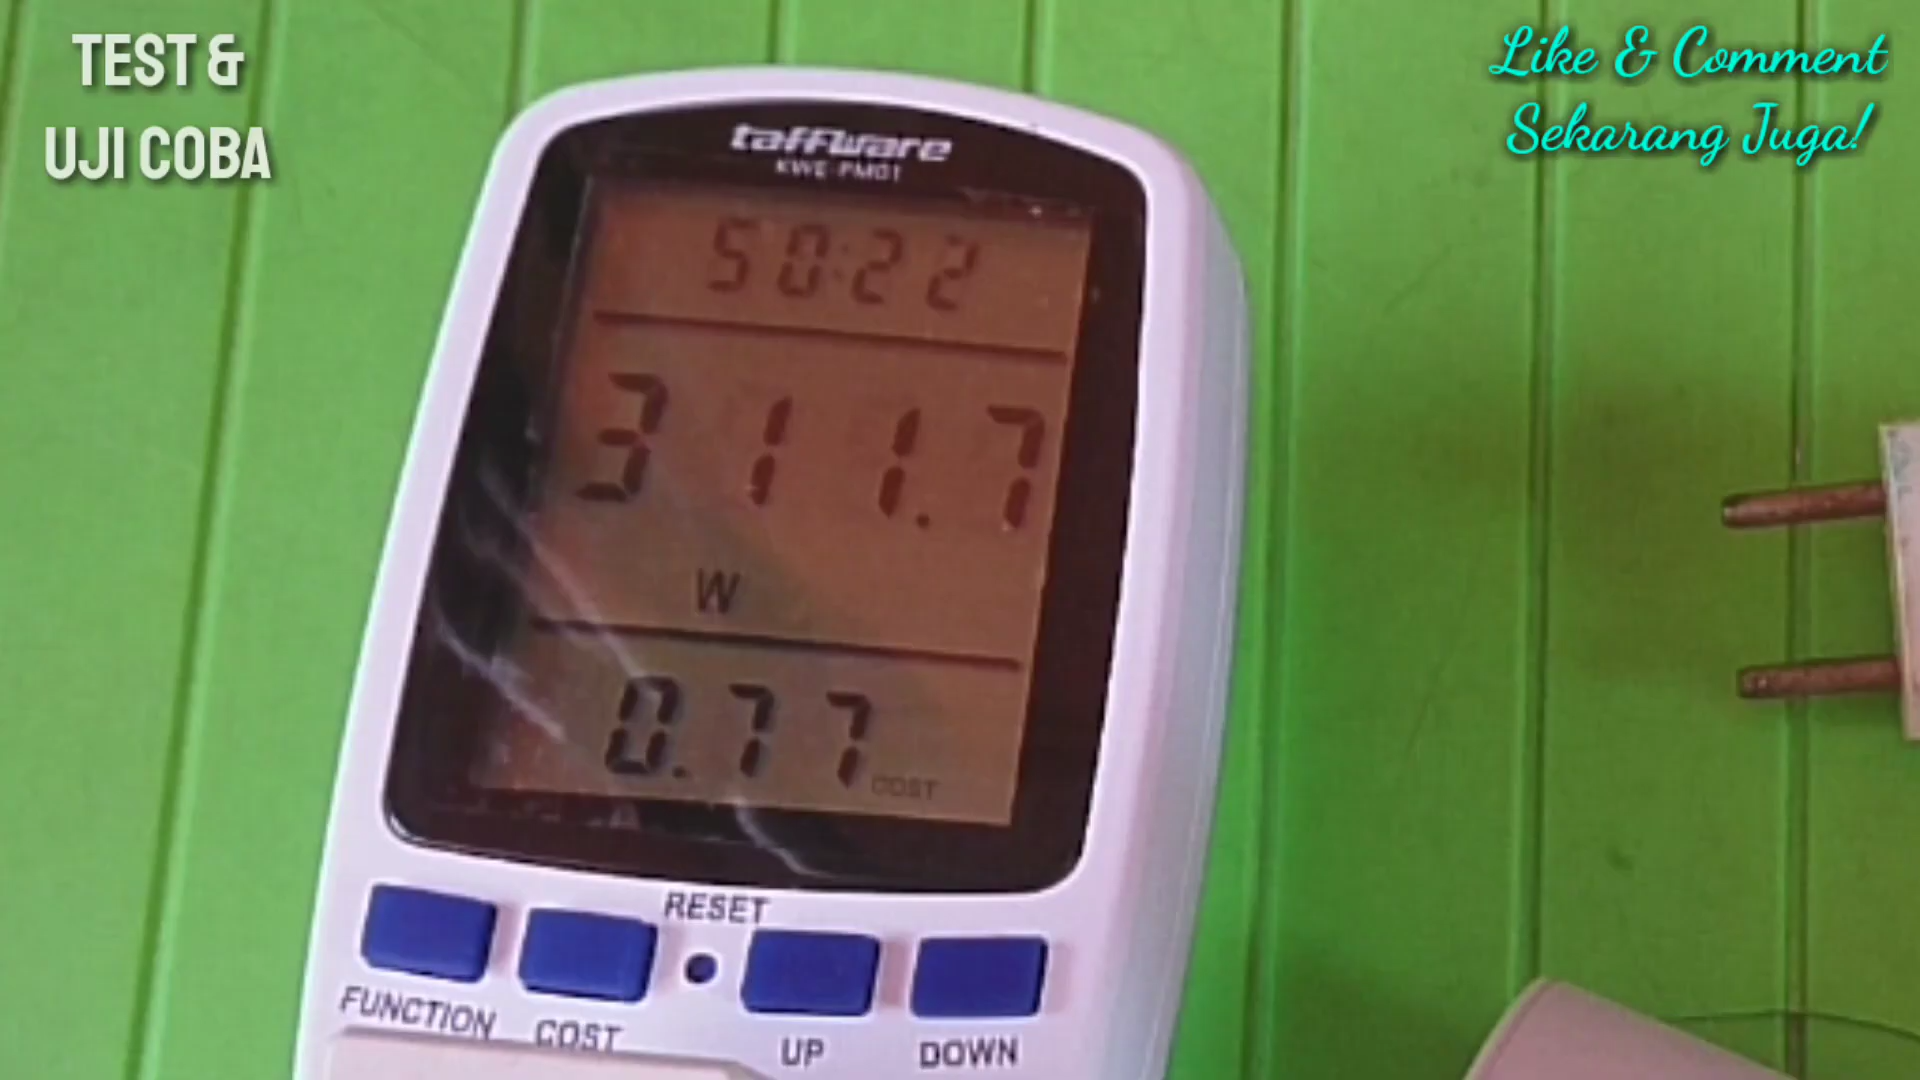 TEST &
UJI COBA
Like & Comment
Sekarang Juga!
taffware
KWE-PM01
50:22
311.7
W
0.77 COST
RESET
FUNCTION COST UP DOWN